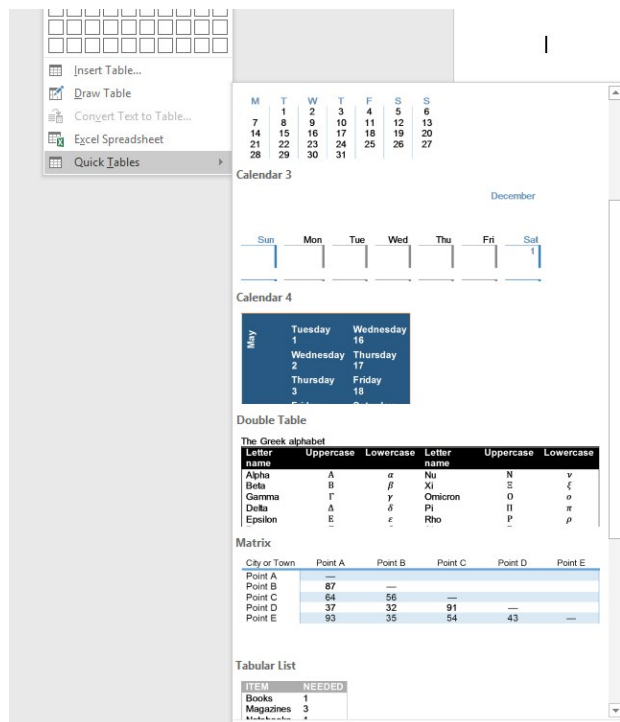 Insert Table...
Draw Table
Convert Text to Table...
Excel Spreadsheet
Quick Tables
M T W T F S S
1 2 3 4 5 6
7 8 9 10 11 12 13
14 15 16 17 18 19 20
21 22 23 24 25 26 27
28 29 30 31
Calendar 3
December
Sun Mon Tue Wed Thu Fri Sat
1
Calendar 4
May
Tuesday Wednesday
1 16
Wednesday Thursday
2 17
Thursday Friday
3 18
Double Table
The Greek alphabet
Letter name Uppercase Lowercase Letter name Uppercase Lowercase
Alpha Α α Nu Ν ν
Beta Β β Xi Ξ ξ
Gamma Γ γ Omicron Ο ο
Delta Δ δ Pi Π π
Epsilon Ε ε Rho Ρ ρ
Matrix
City or Town Point A Point B Point C Point D Point E
Point A —
Point B 87 —
Point C 64 56 —
Point D 37 32 91 —
Point E 93 35 54 43 —
Tabular List
ITEM NEEDED
Books 1
Magazines 3